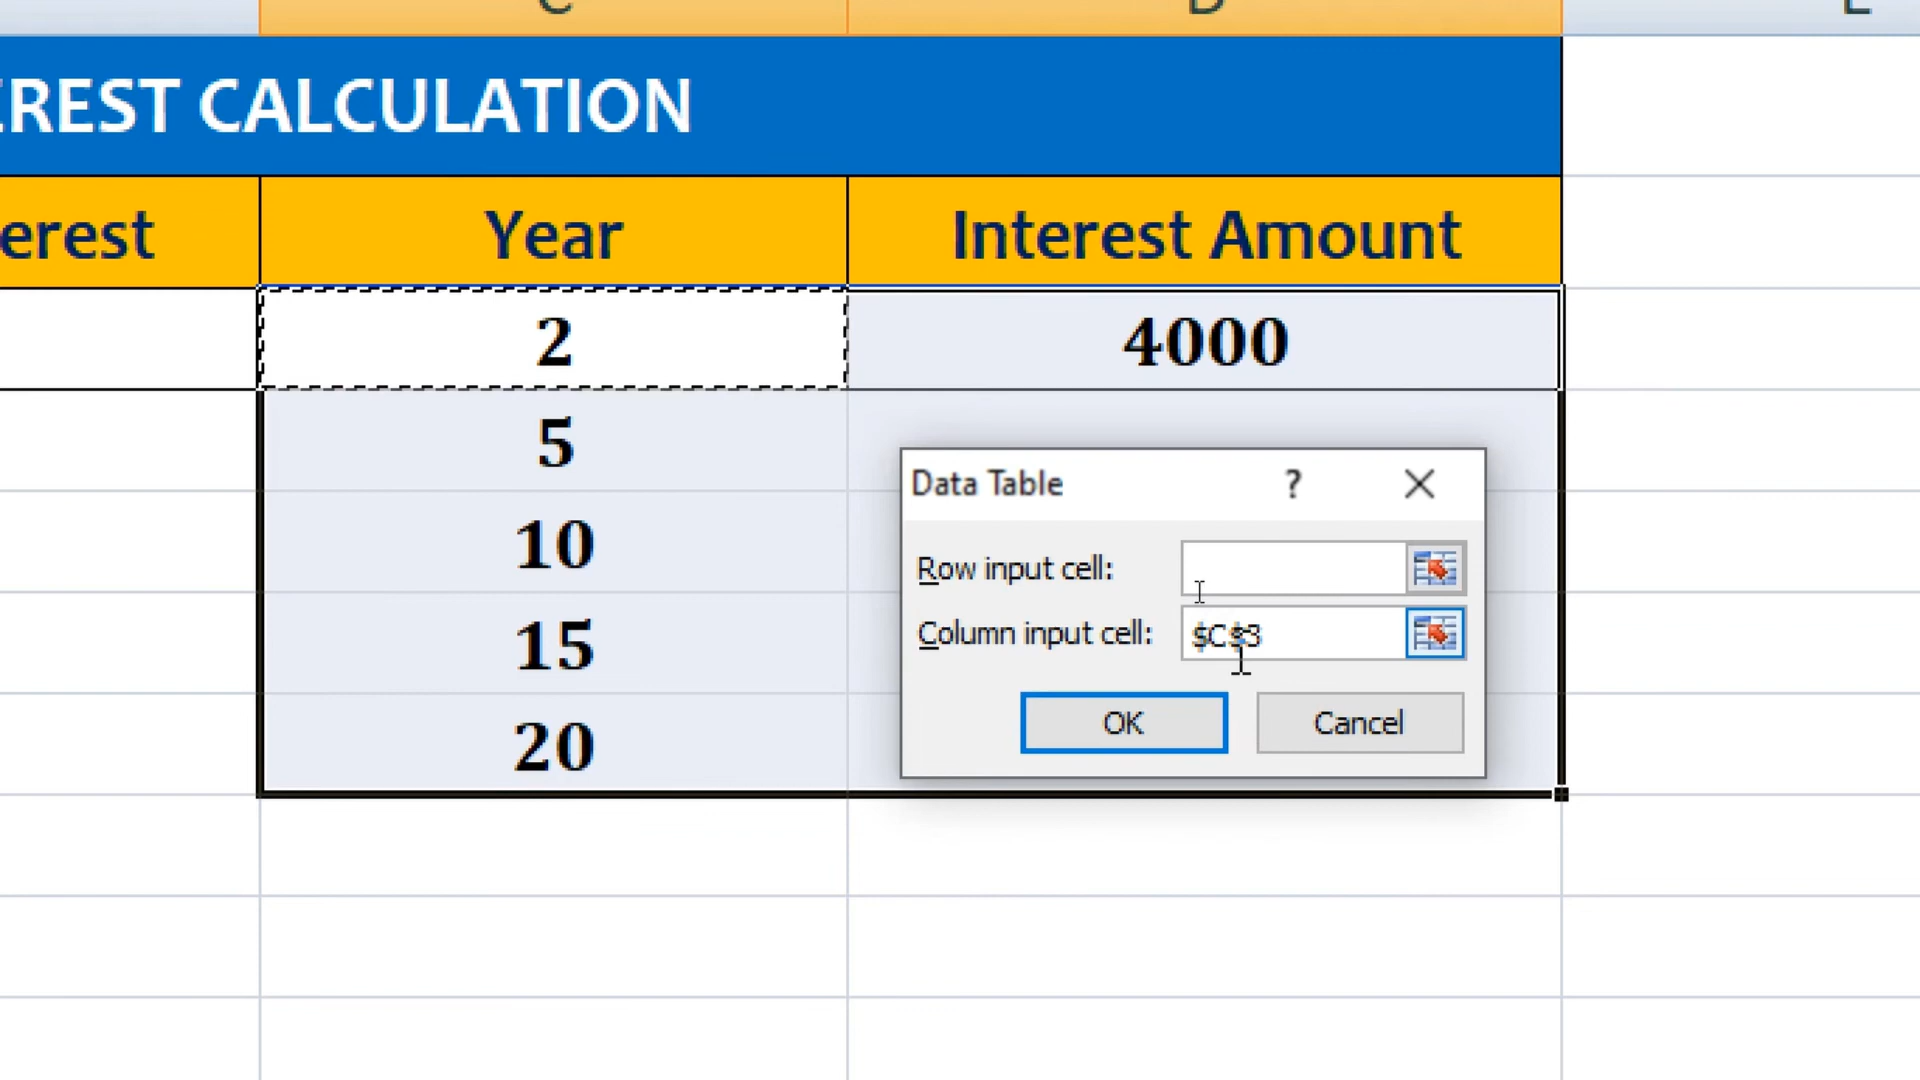 C D E
EREST CALCULATION
erest Year Interest Amount
2 4000
5
Data Table ?
10
Row input cell:
15
Column input cell: $C$3
20
OK Cancel